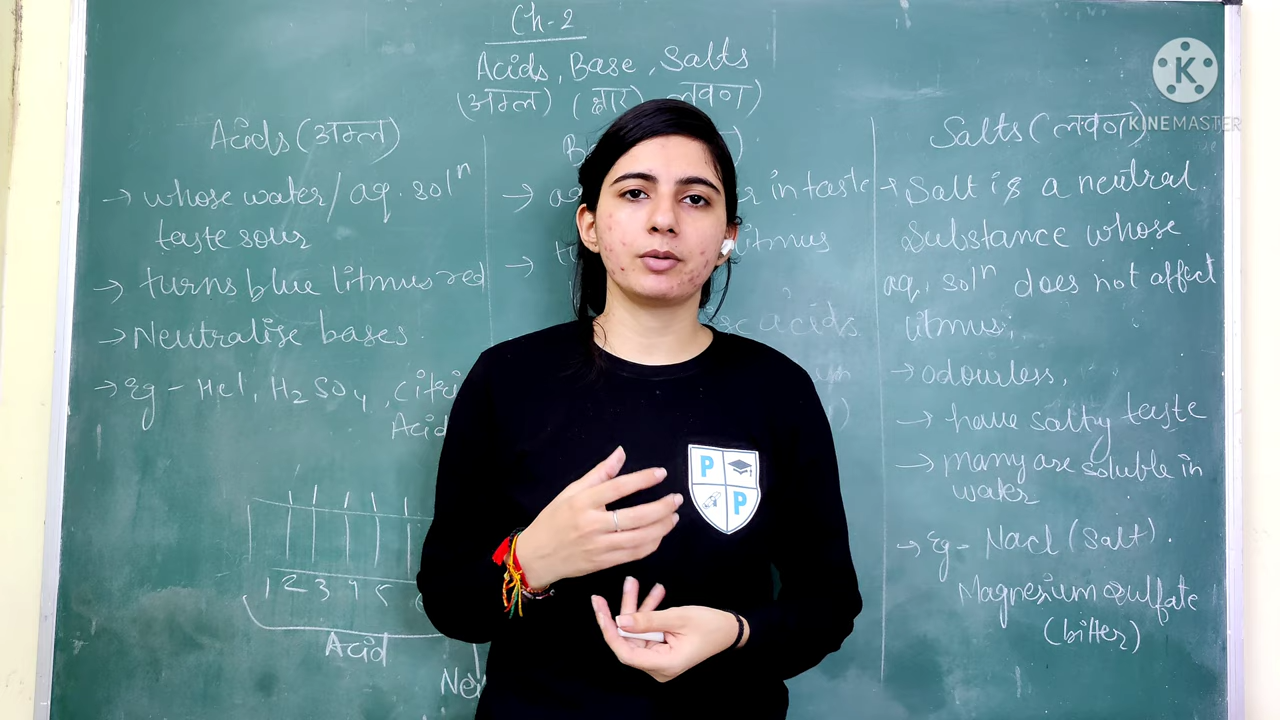 Ch-2
Acids, Base, Salts
(अम्ल) (क्षार) (लवण)
Acids (अम्ल)
→ whose water/aq. solⁿ
taste sour
→ turns blue litmus red
→ Neutralise bases.
→ Eg - Hcl, H₂SO₄,
Acid
1 2 3 4 5
Acid
→
in taste
→
litmus
acids
Salts (लवण)
→ Salt is a neutral
Substance whose
aq. solⁿ does not affect
litmus,
→ odourless,
→ have salty taste
→ many are soluble in
water
→ Eg - Nacl (Salt).
Magnesium sulfate
(bitter)
K
KINEMASTER
P
P